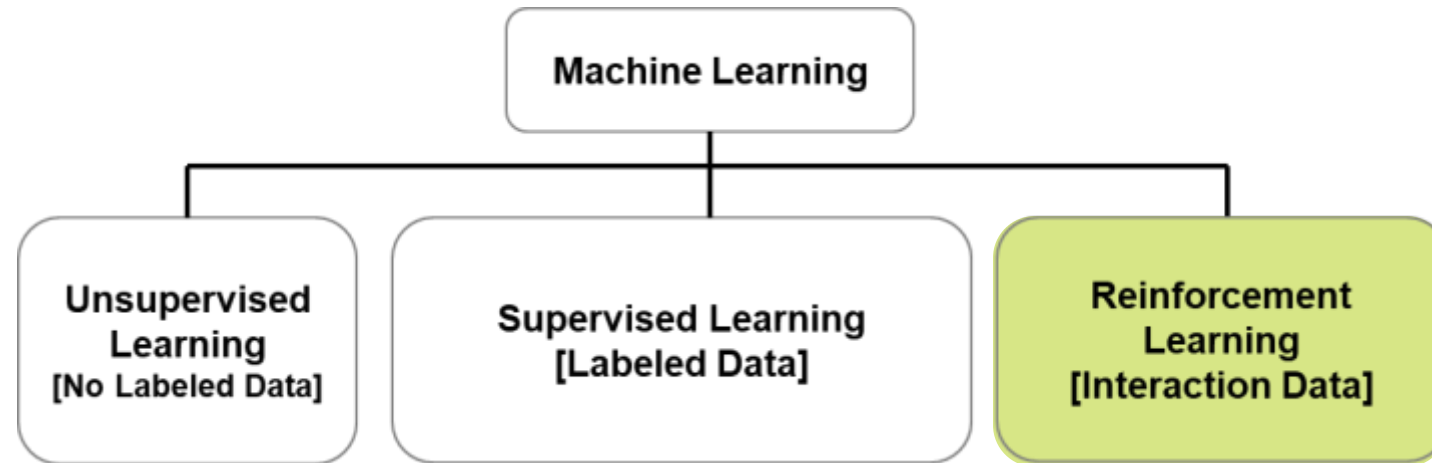 Machine Learning
Unsupervised
Learning
[No Labeled Data]
Supervised Learning
[Labeled Data]
Reinforcement
Learning
[Interaction Data]